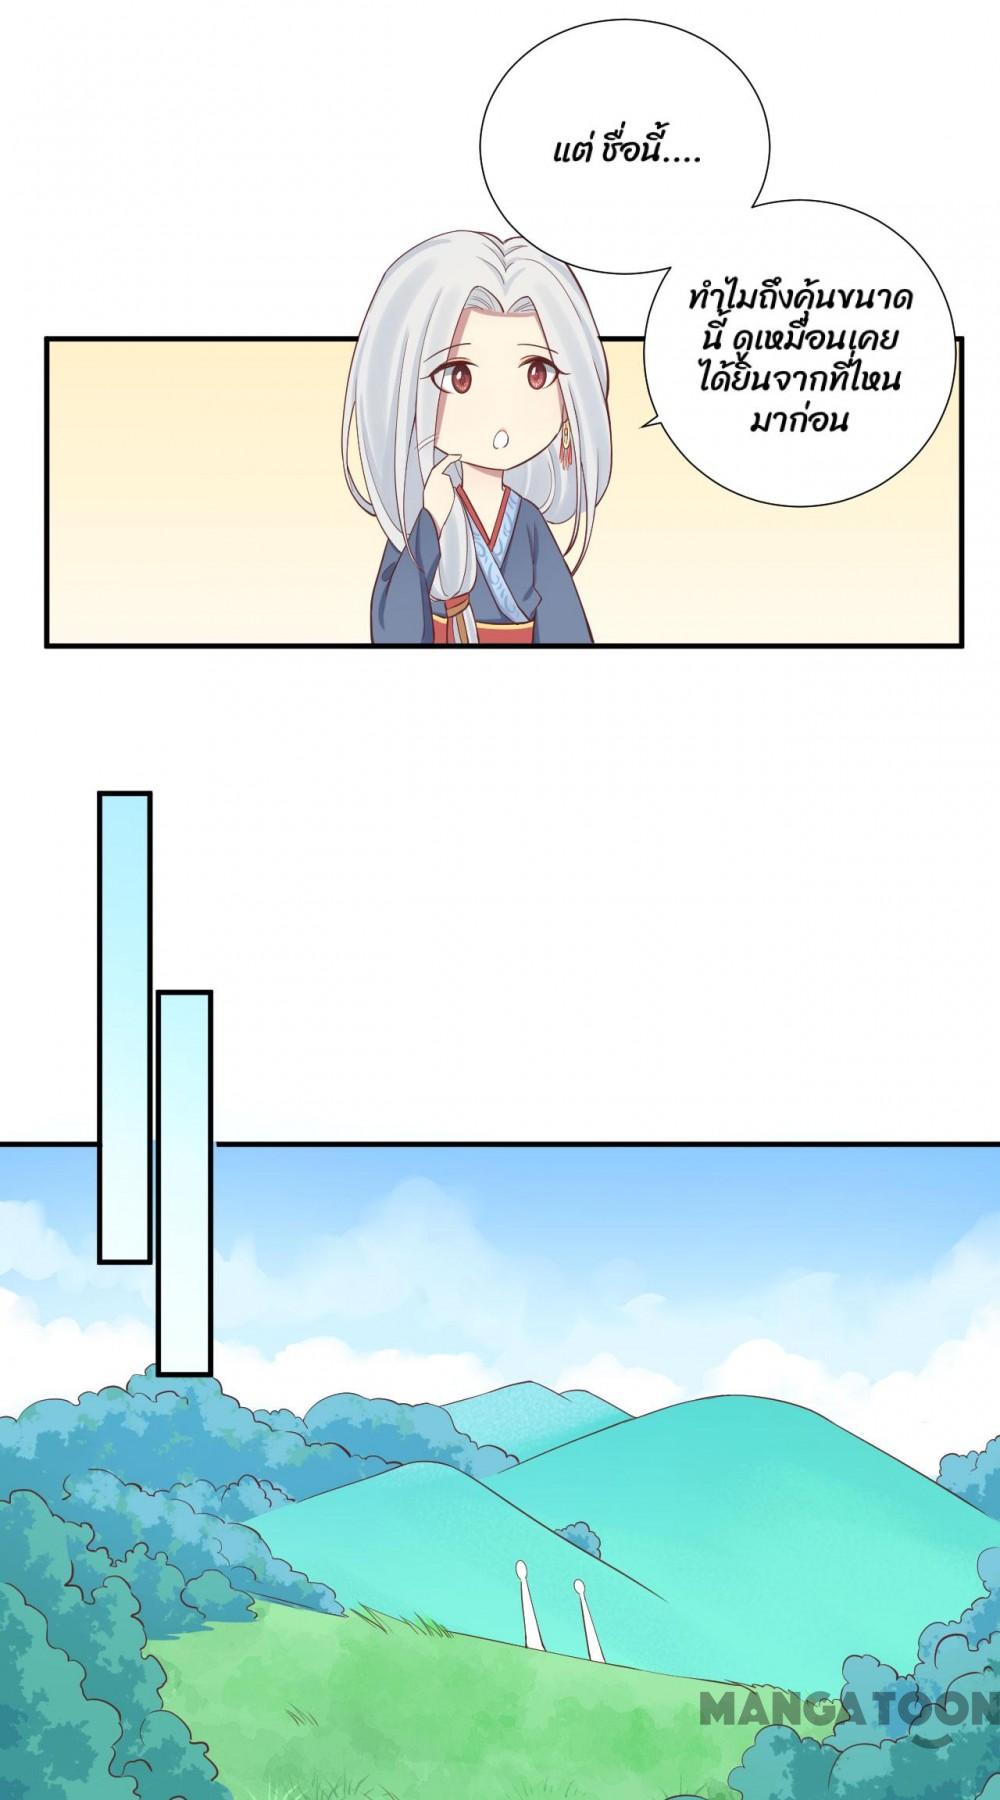 แต่ ชื่อนี้....
ทำไมถึงคุ้นขนาด
นี้ ดูเหมือนเคย
ได้ยินจากที่ไหน
มาก่อน
MANGATOON